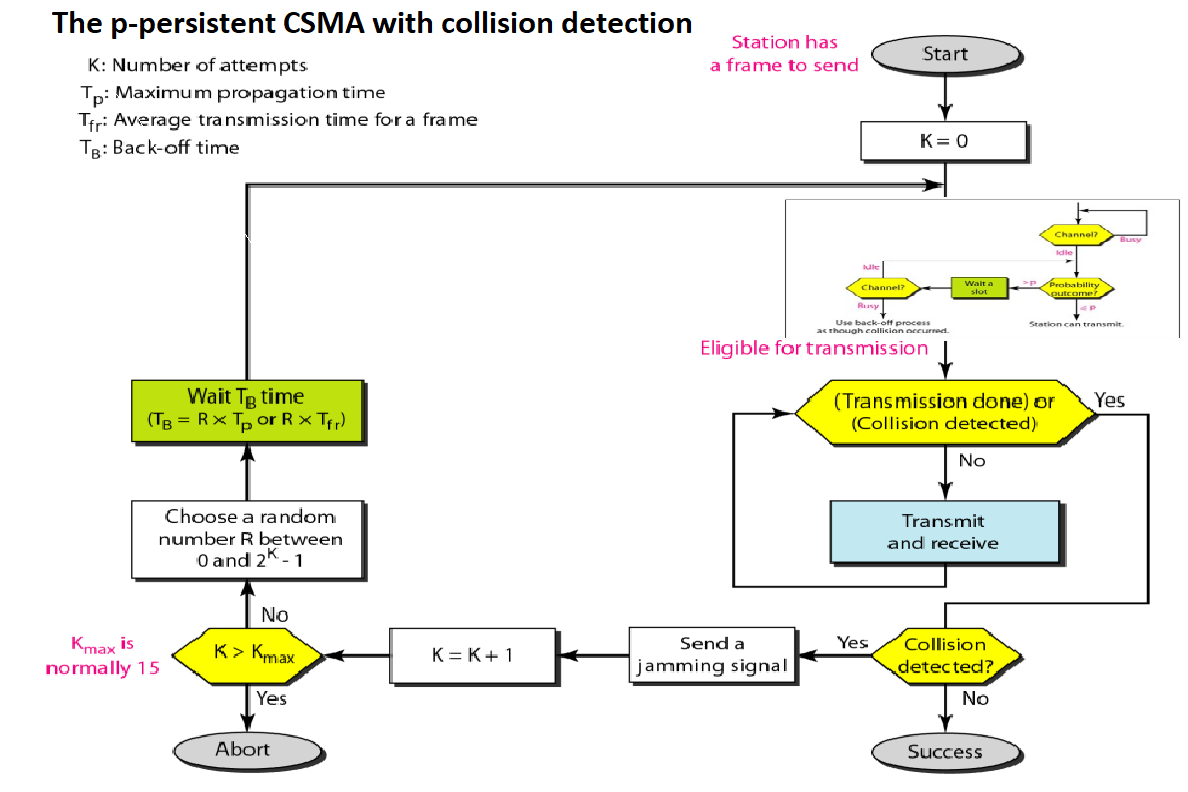 The p-persistent CSMA with collision detection
K: Number of attempts
Tp: Maximum propagation time
Tfr: Average transmission time for a frame
TB: Back-off time
Station has
a frame to send
Start
K = 0
Channel?
Busy
Idle
Idle
Channel?
Wait a
slot
>p
Probability
outcome?
Busy
< p
Use back-off process
as though collision occurred.
Station can transmit.
Eligible for transmission
(Transmission done) or
(Collision detected)
Yes
No
Transmit
and receive
Wait TB time
(TB = R × Tp or R × Tfr)
Choose a random
number R between
0 and 2^K - 1
No
Kmax is
normally 15
K > Kmax
K = K + 1
Send a
jamming signal
Yes
Collision
detected?
Yes
No
Abort
Success